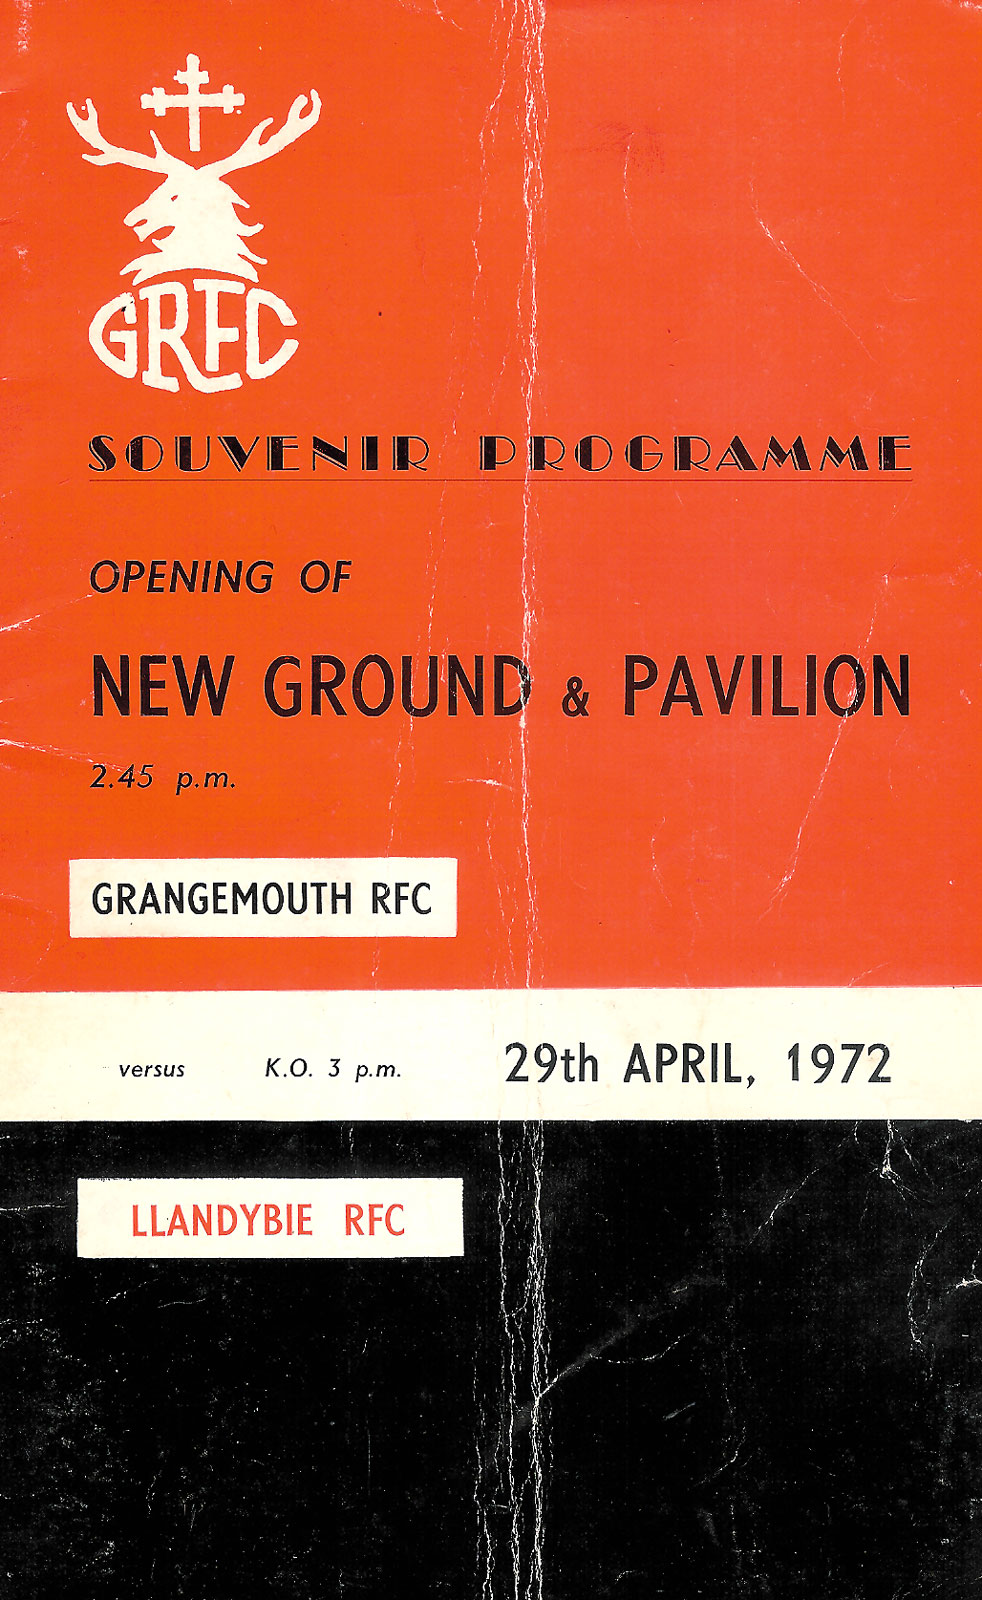 GRFC
SOUVENIR PROGRAMME
OPENING OF
NEW GROUND & PAVILION
2.45 p.m.
GRANGEMOUTH RFC
versus K.O. 3 p.m. 29th APRIL, 1972
LLANDYBIE RFC